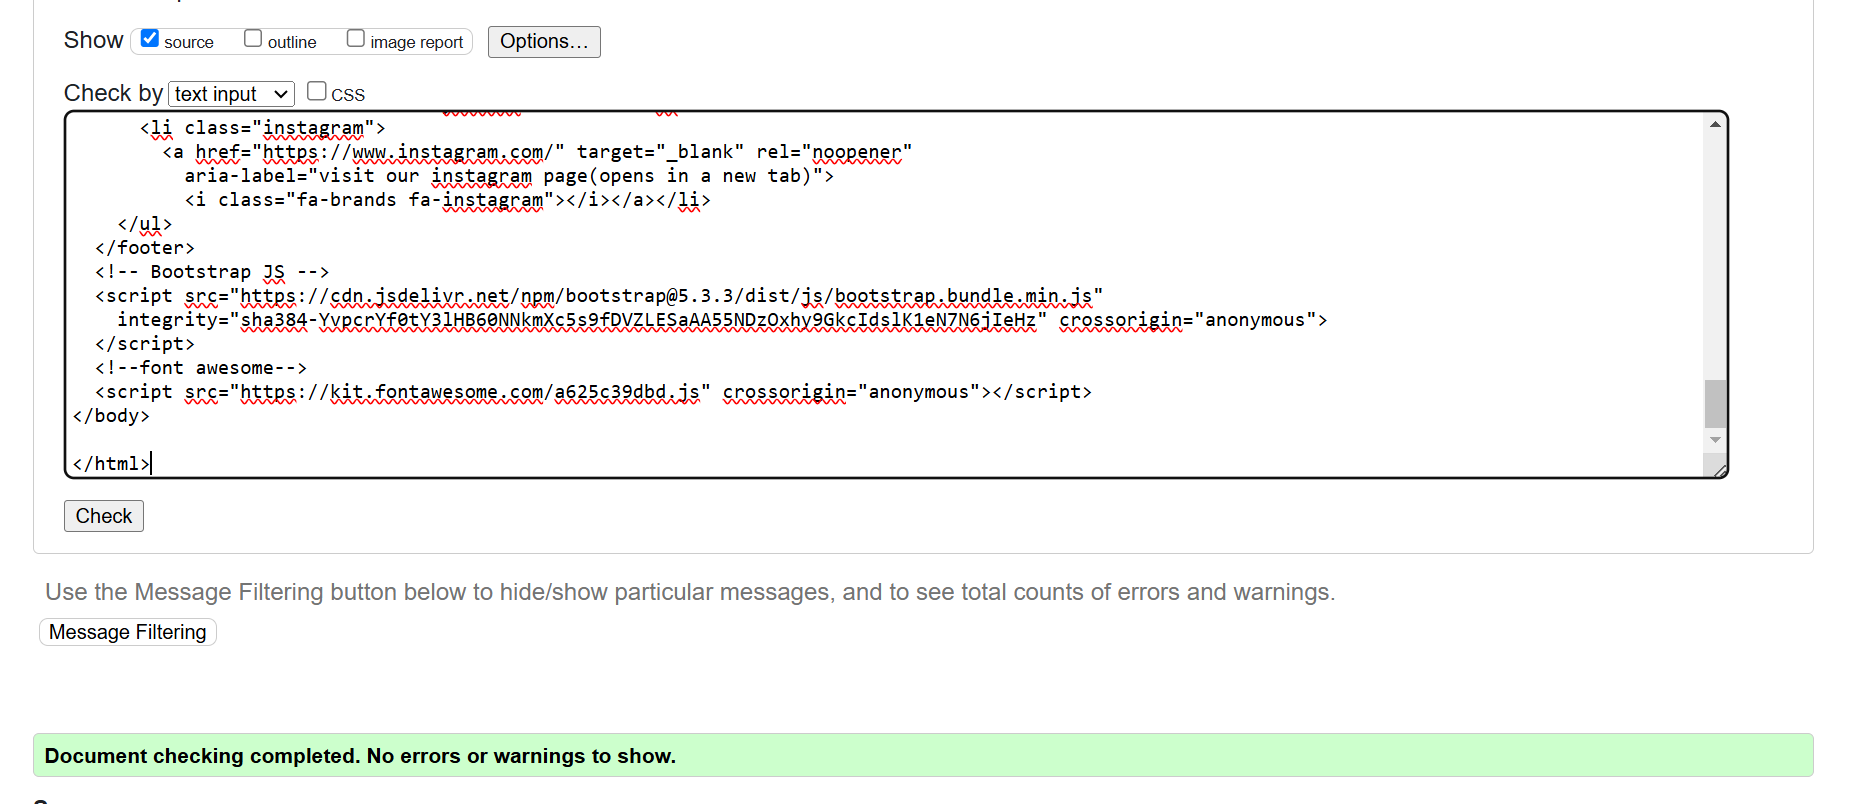 Show source outline image report Options...
Check by text input CSS
<li class="instagram">
<a href="https://www.instagram.com/" target="_blank" rel="noopener"
aria-label="visit our instagram page(opens in a new tab)">
<i class="fa-brands fa-instagram"></i></a></li>
</ul>
</footer>
<!-- Bootstrap JS -->
<script src="https://cdn.jsdelivr.net/npm/bootstrap@5.3.3/dist/js/bootstrap.bundle.min.js"
integrity="sha384-YvpcrYf0tY3lHB60NNkmXc5s9fDVZLESaAA55NDzOxhy9GkcIdslK1eN7N6jIeHz" crossorigin="anonymous">
</script>
<!--font awesome-->
<script src="https://kit.fontawesome.com/a625c39dbd.js" crossorigin="anonymous"></script>
</body>
</html>
Check
Use the Message Filtering button below to hide/show particular messages, and to see total counts of errors and warnings.
Message Filtering
Document checking completed. No errors or warnings to show.